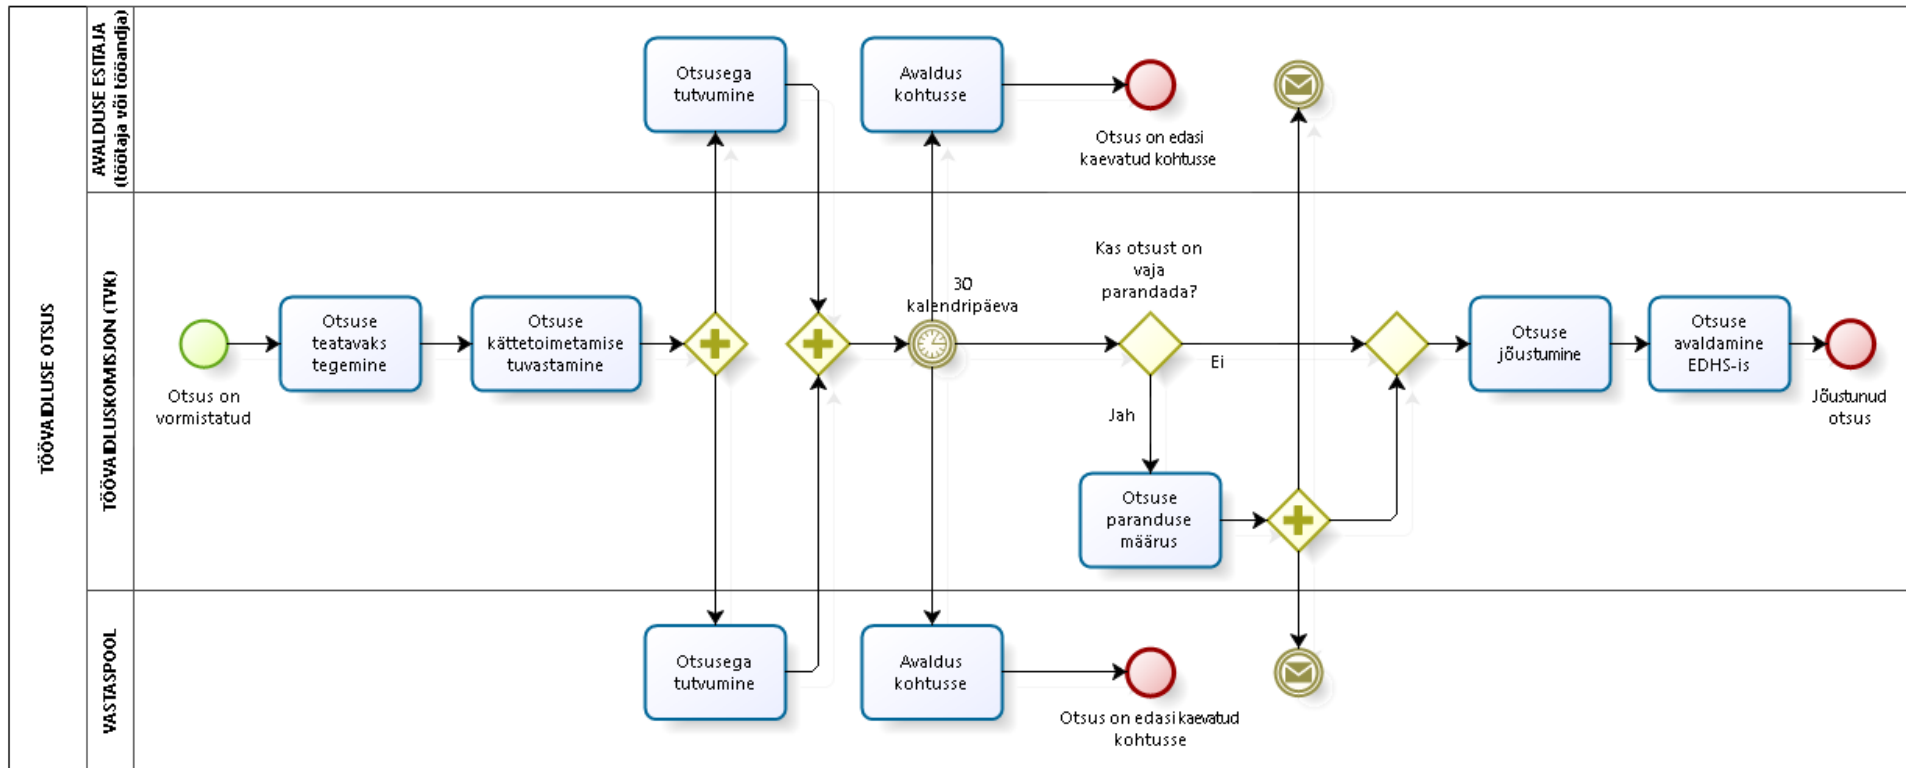 TÖÖVAIDLUSE OTSUS
AVALDUSE ESITAJA
(töötaja või tööandja)
Otsusega
tutvumine
Avaldus
kohtusse
Otsus on edasi
kaevatud kohtusse
TÖÖVAIDLUSKOMISJON (TVK)
Otsus on
vormistatud
Otsuse
teatavaks
tegemine
Otsuse
kättetoimetamise
tuvastamine
30
kalendripäeva
Kas otsust on
vaja
parandada?
Ei
Jah
Otsuse
paranduse
määrus
Otsuse
jõustumine
Otsuse
avaldamine
EDHS-is
Jõustunud
otsus
VASTASPOOL
Otsusega
tutvumine
Avaldus
kohtusse
Otsus on edasi kaevatud
kohtusse